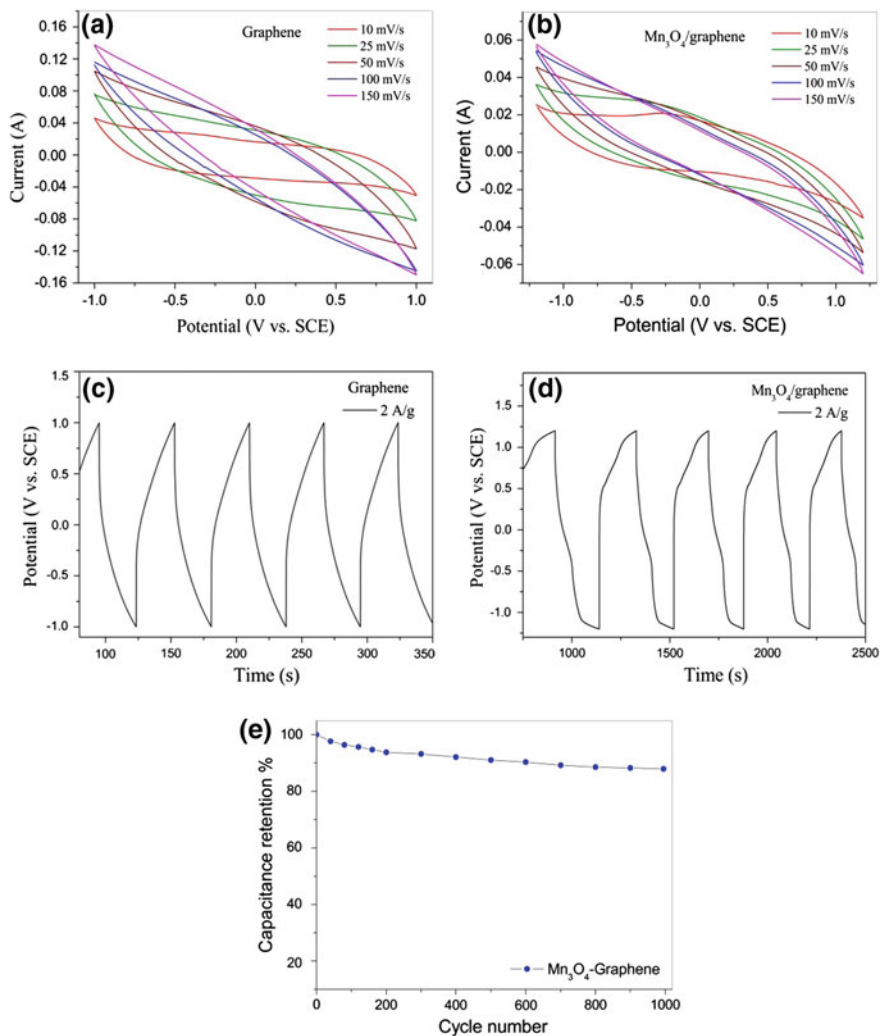 (a)
Graphene
10 mV/s
25 mV/s
50 mV/s
100 mV/s
150 mV/s
0.16
0.12
0.08
0.04
0.00
-0.04
-0.08
-0.12
-0.16
Current (A)
-1.0 -0.5 0.0 0.5 1.0
Potential (V vs. SCE)
(b)
Mn₃O₄/graphene
10 mV/s
25 mV/s
50 mV/s
100 mV/s
150 mV/s
0.06
0.04
0.02
0.00
-0.02
-0.04
-0.06
Current (A)
-1.0 -0.5 0.0 0.5 1.0
Potential (V vs. SCE)
(c)
Graphene
2 A/g
1.0
0.5
0.0
-0.5
-1.0
Potential (V vs. SCE)
100 150 200 250 300 350
Time (s)
(d)
Mn₃O₄/graphene
2 A/g
1.5
1.0
0.5
0.0
-0.5
-1.0
Potential (V vs. SCE)
1000 1500 2000 2500
Time (s)
(e)
100
80
60
40
20
Capacitance retention %
Mn₃O₄-Graphene
0 200 400 600 800 1000
Cycle number